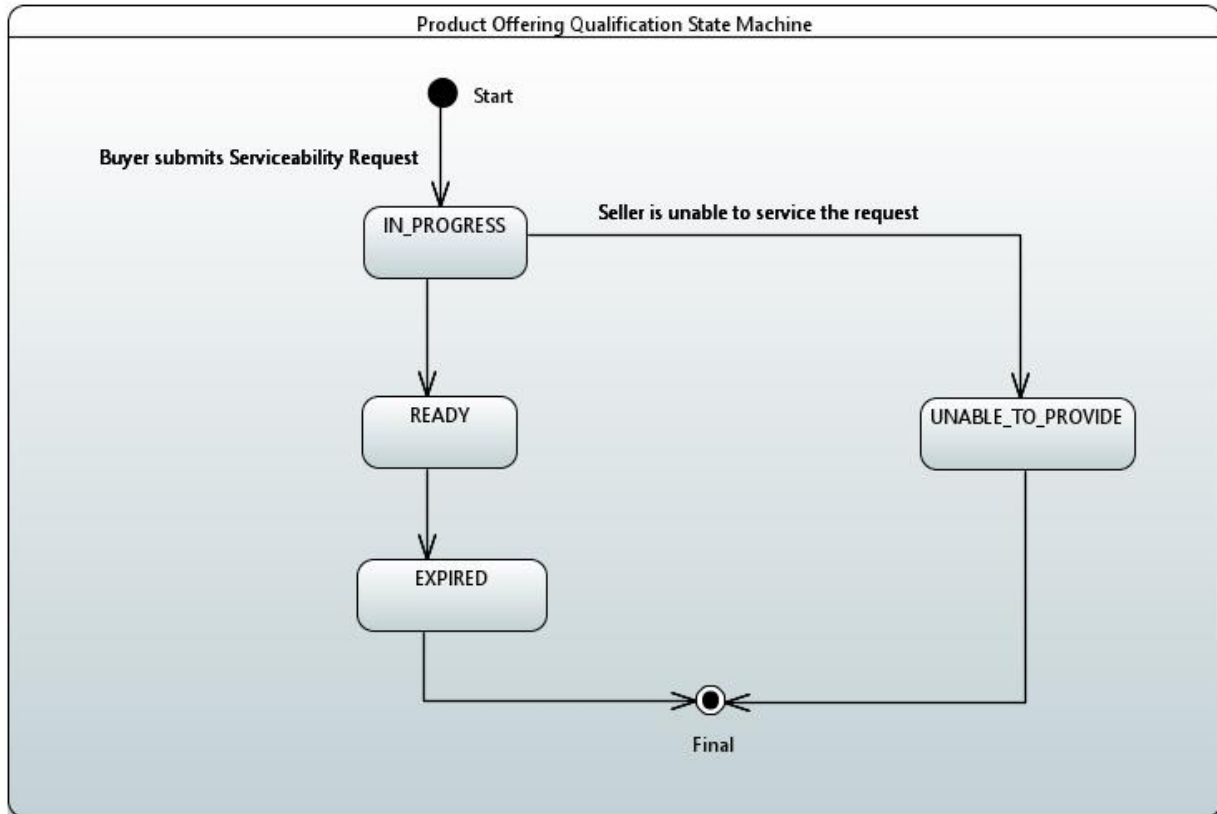 Product Offering Qualification State Machine
Start
Buyer submits Serviceability Request
IN_PROGRESS
Seller is unable to service the request
READY
UNABLE_TO_PROVIDE
EXPIRED
Final